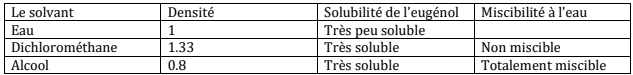 Le solvant Densité Solubilité de l'eugénol Miscibilité à l'eau
Eau 1 Très peu soluble
Dichlorométhane 1.33 Très soluble Non miscible
Alcool 0.8 Très soluble Totalement miscible